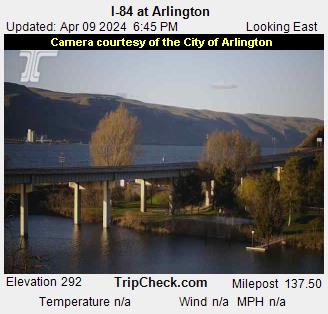 I-84 at Arlington
Updated: Apr 09 2024 6:45 PM Looking East
Camera courtesy of the City of Arlington
Elevation 292 TripCheck.com Milepost 137.50
Temperature n/a Wind n/a MPH n/a